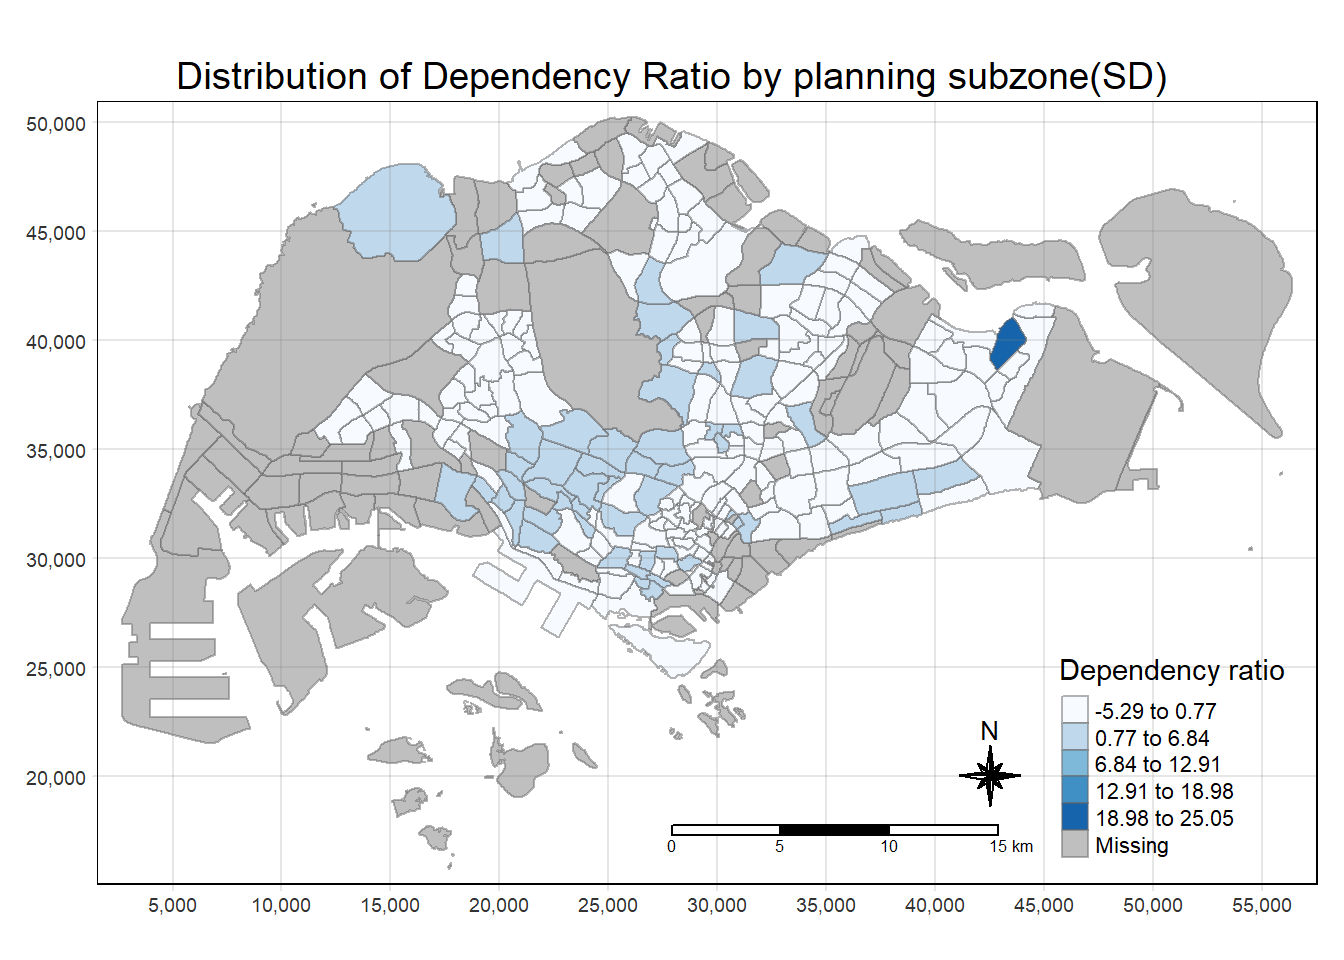 Distribution of Dependency Ratio by planning subzone(SD)
50,000
45,000
40,000
35,000
30,000
25,000
20,000
Dependency ratio
-5.29 to 0.77
0.77 to 6.84
6.84 to 12.91
12.91 to 18.98
18.98 to 25.05
Missing
N
0 5 10 15 km
5,000 10,000 15,000 20,000 25,000 30,000 35,000 40,000 45,000 50,000 55,000